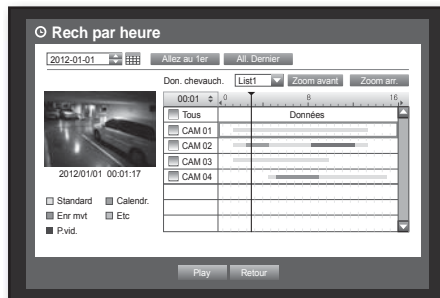 Rech par heure
2012-01-01 Allez au 1er All. Dernier
Don. chevauch. List1 Zoom avant Zoom arr.
00:01 0 8 16
Tous Données
CAM 01
CAM 02
CAM 03
CAM 04
2012/01/01 00:01:17
Standard Calendr.
Enr mvt Etc
P.vid.
Play Retour